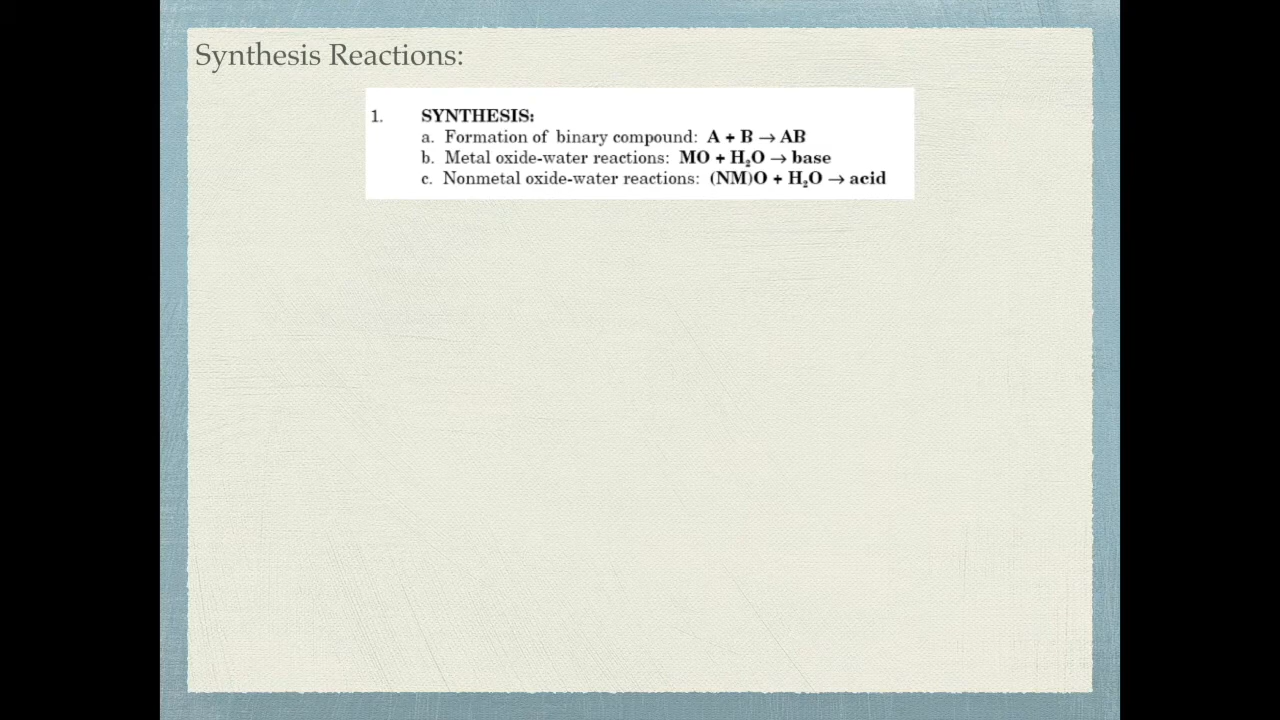 Synthesis Reactions:
1. SYNTHESIS:
a. Formation of binary compound: A + B → AB
b. Metal oxide-water reactions: MO + H₂O → base
c. Nonmetal oxide-water reactions: (NM)O + H₂O → acid